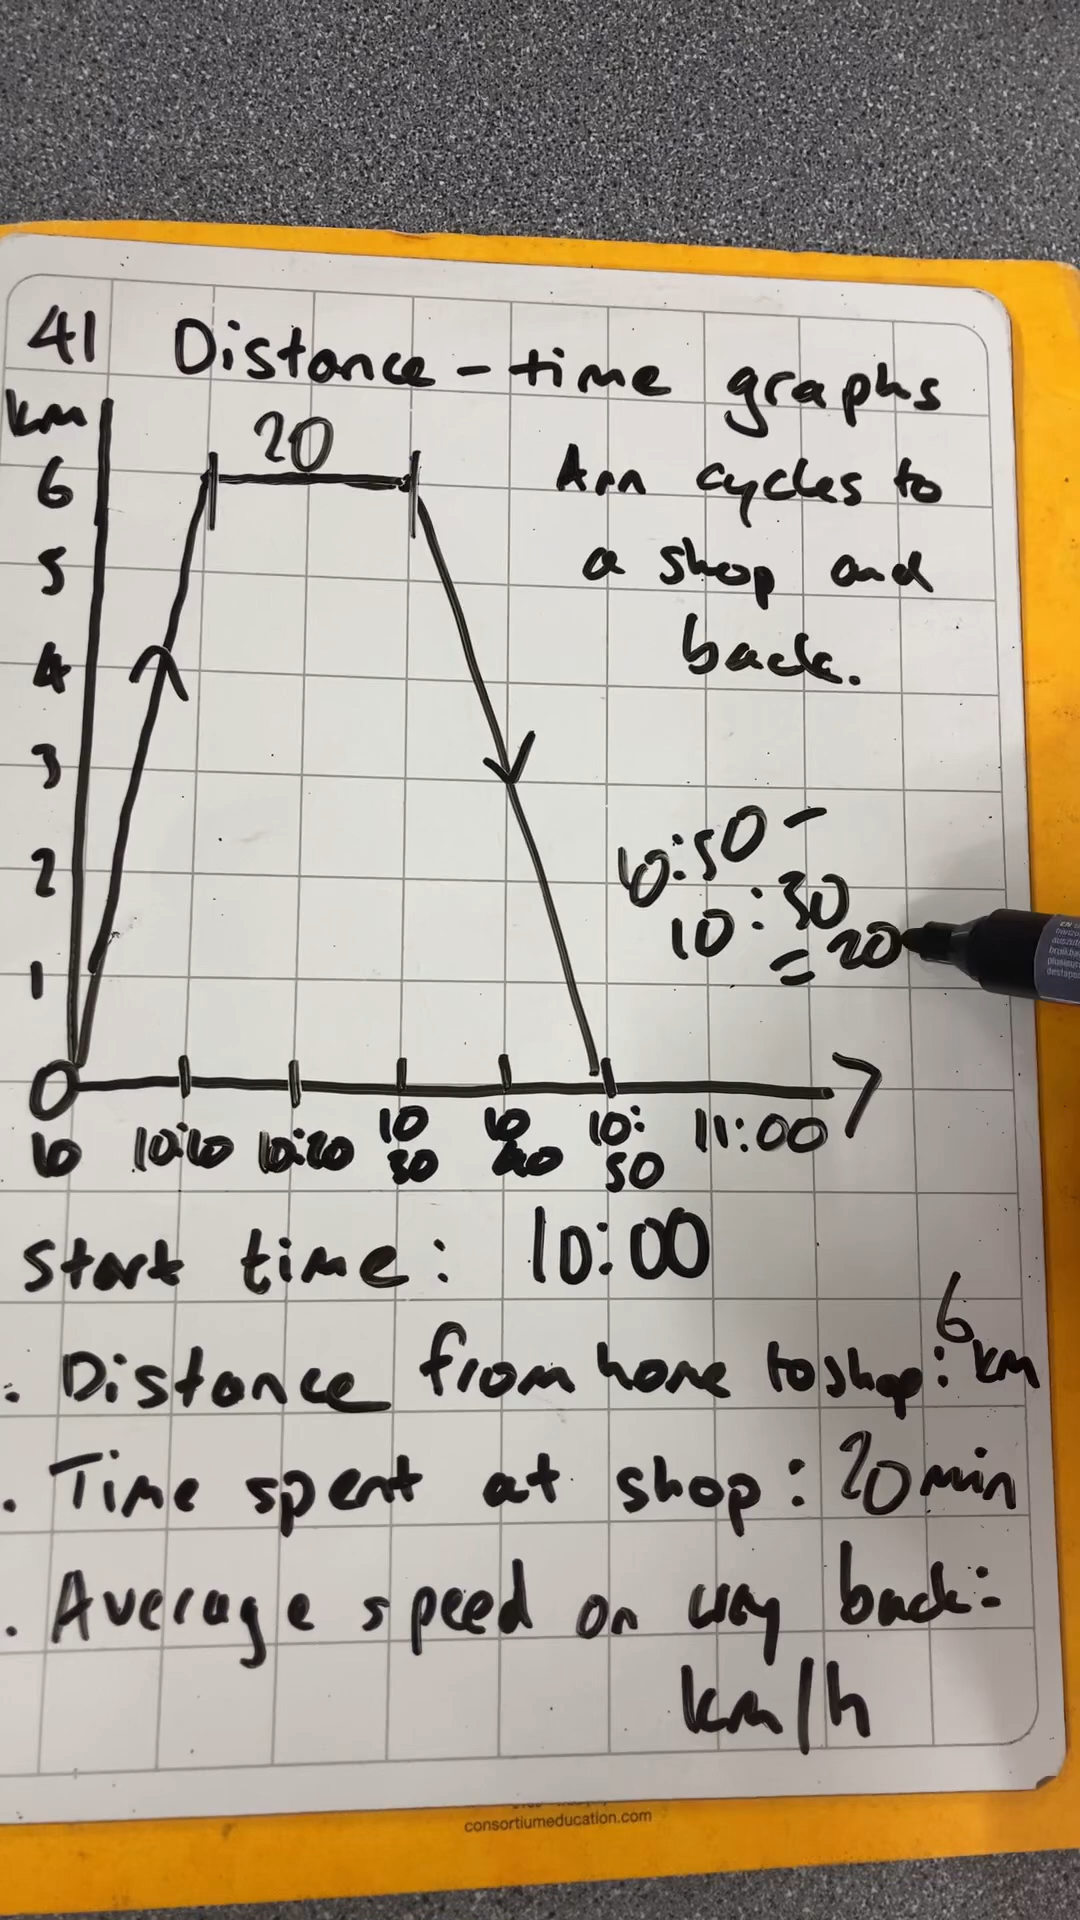 41 Distance - time graphs
km
20
6
5
4
3
2
1
0
Ann cycles to
a shop and
back.
10:50 -
10:30
= 20
10 10:10 10:20 10 30 10 40 10: 50 11:00
Start time: 10:00
. Distance from home to shop: 6 km
. Time spent at shop: 20 min
. Average speed on way back:
km/h
consortiumeducation.com